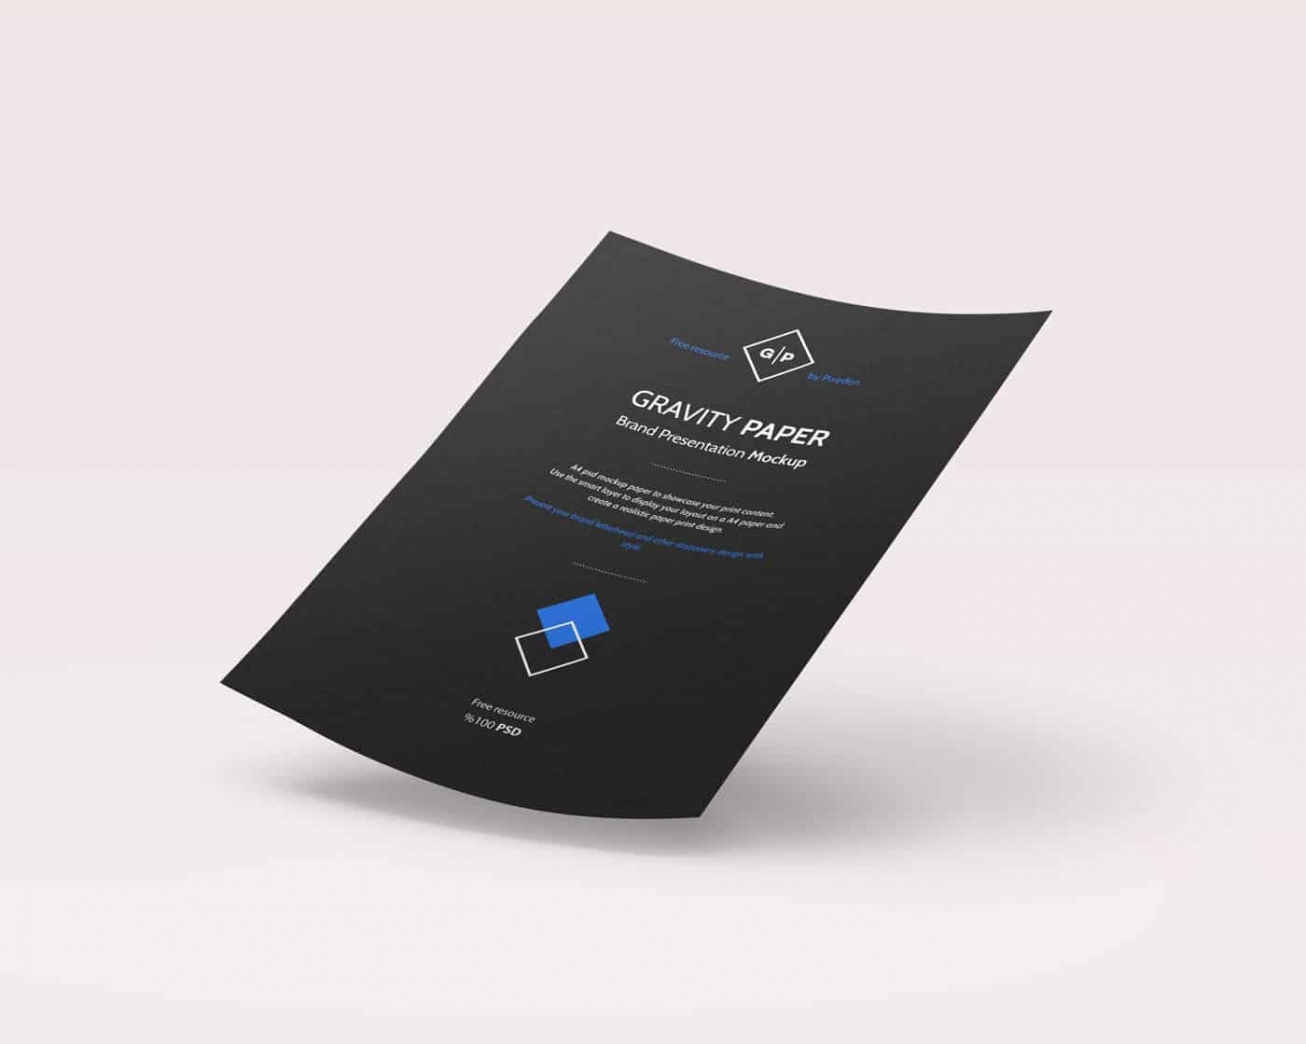 Free resource
G/P
by Pixeden
GRAVITY PAPER
Brand Presentation Mockup
A4 psd mockup paper to showcase your print content.
Use the smart layer to display your layout on a A4 paper and
create a realistic paper print design.
Present your brand letterhead and other stationery design with
style.
Free resource
%100 PSD